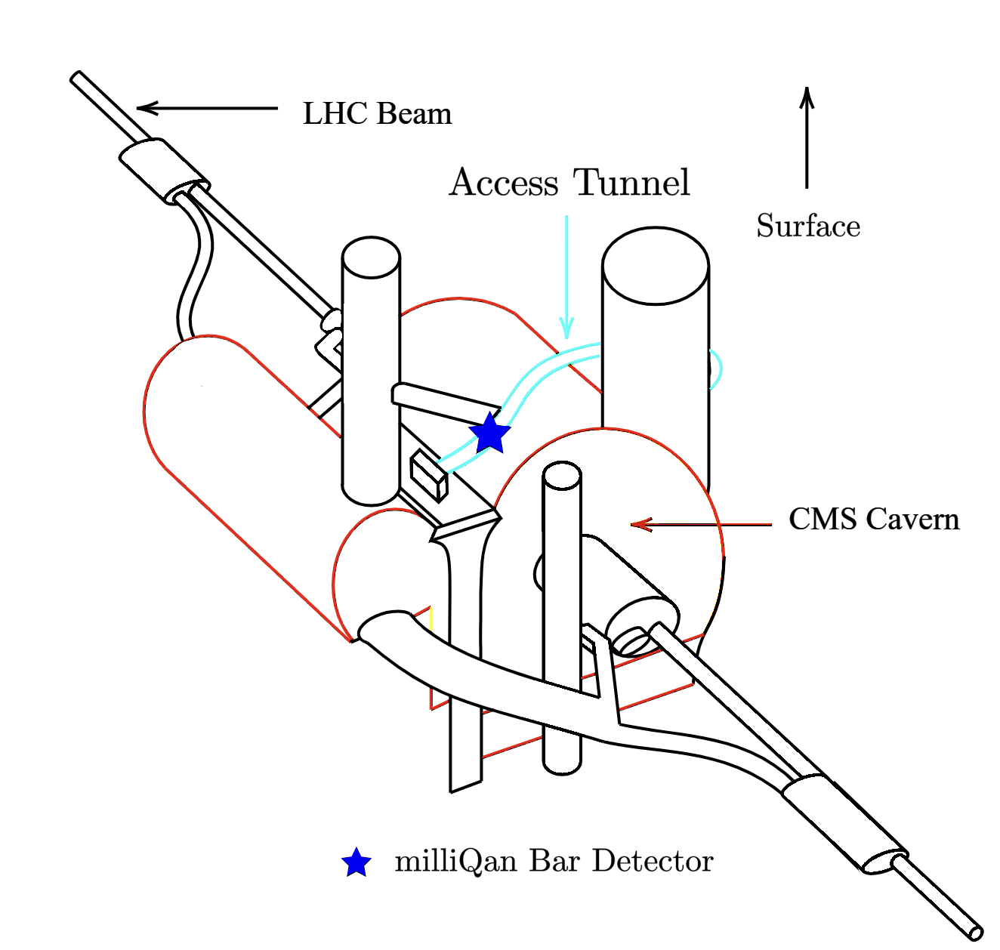 LHC Beam
Access Tunnel
Surface
CMS Cavern
milliQan Bar Detector